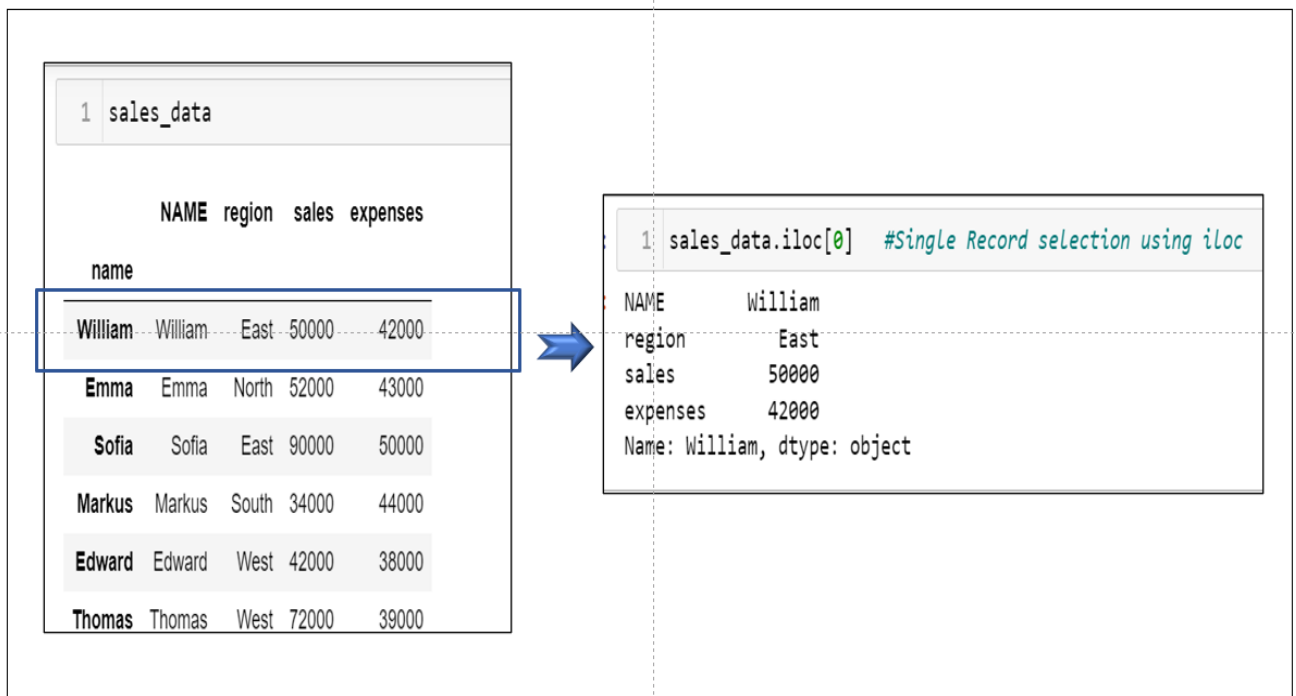 1 sales_data
NAME region sales expenses
name
William William East 50000 42000
Emma Emma North 52000 43000
Sofia Sofia East 90000 50000
Markus Markus South 34000 44000
Edward Edward West 42000 38000
Thomas Thomas West 72000 39000
1 sales_data.iloc[0] #Single Record selection using iloc
NAME William
region East
sales 50000
expenses 42000
Name: William, dtype: object